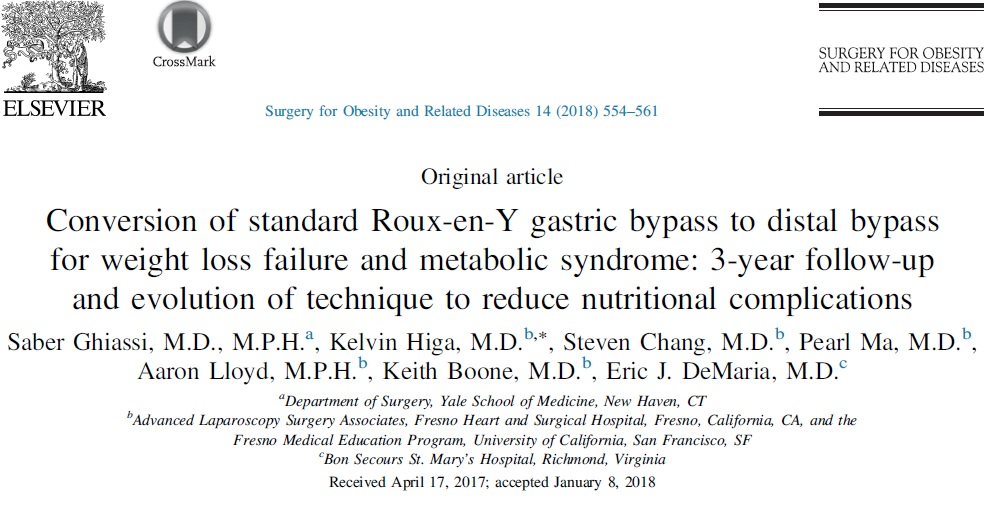 ELSEVIER
CrossMark
SURGERY FOR OBESITY
AND RELATED DISEASES
Surgery for Obesity and Related Diseases 14 (2018) 554–561
Original article
Conversion of standard Roux-en-Y gastric bypass to distal bypass
for weight loss failure and metabolic syndrome: 3-year follow-up
and evolution of technique to reduce nutritional complications
Saber Ghiassi, M.D., M.P.H.a, Kelvin Higa, M.D.b,*, Steven Chang, M.D.b, Pearl Ma, M.D.b,
Aaron Lloyd, M.P.H.b, Keith Boone, M.D.b, Eric J. DeMaria, M.D.c
aDepartment of Surgery, Yale School of Medicine, New Haven, CT
bAdvanced Laparoscopy Surgery Associates, Fresno Heart and Surgical Hospital, Fresno, California, CA, and the
Fresno Medical Education Program, University of California, San Francisco, SF
cBon Secours St. Mary's Hospital, Richmond, Virginia
Received April 17, 2017; accepted January 8, 2018